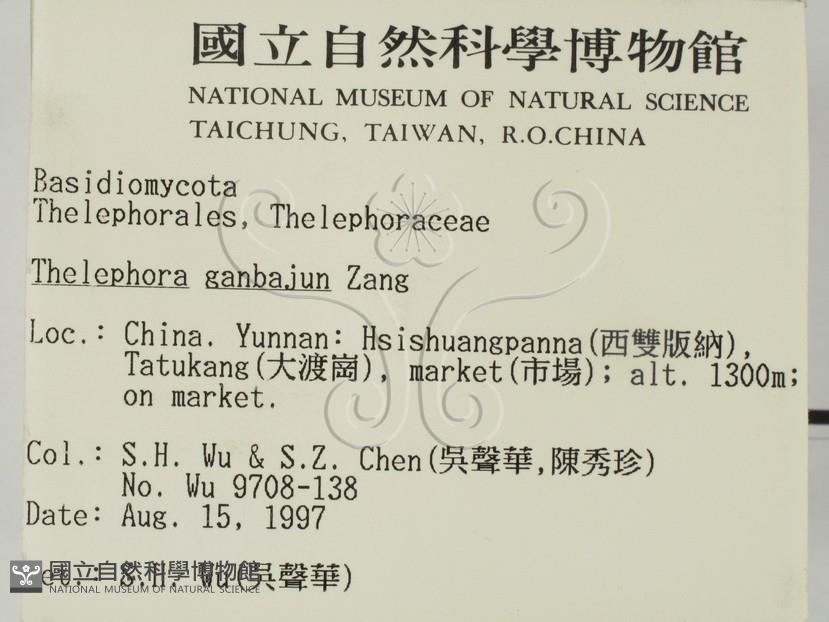 國立自然科學博物館
NATIONAL MUSEUM OF NATURAL SCIENCE
TAICHUNG, TAIWAN, R.O.CHINA
Basidiomycota
Thelephorales, Thelephoraceae
Thelephora ganbajun Zang
Loc.: China. Yunnan: Hsishuangpanna(西雙版納),
Tatukang(大渡崗), market(市場); alt. 1300m;
on market.
Col.: S.H. Wu & S.Z. Chen(吳聲華,陳秀珍)
No. Wu 9708-138
Date: Aug. 15, 1997
S.H. Wu(吳聲華)
國立自然科學博物館
NATIONAL MUSEUM OF NATURAL SCIENCE